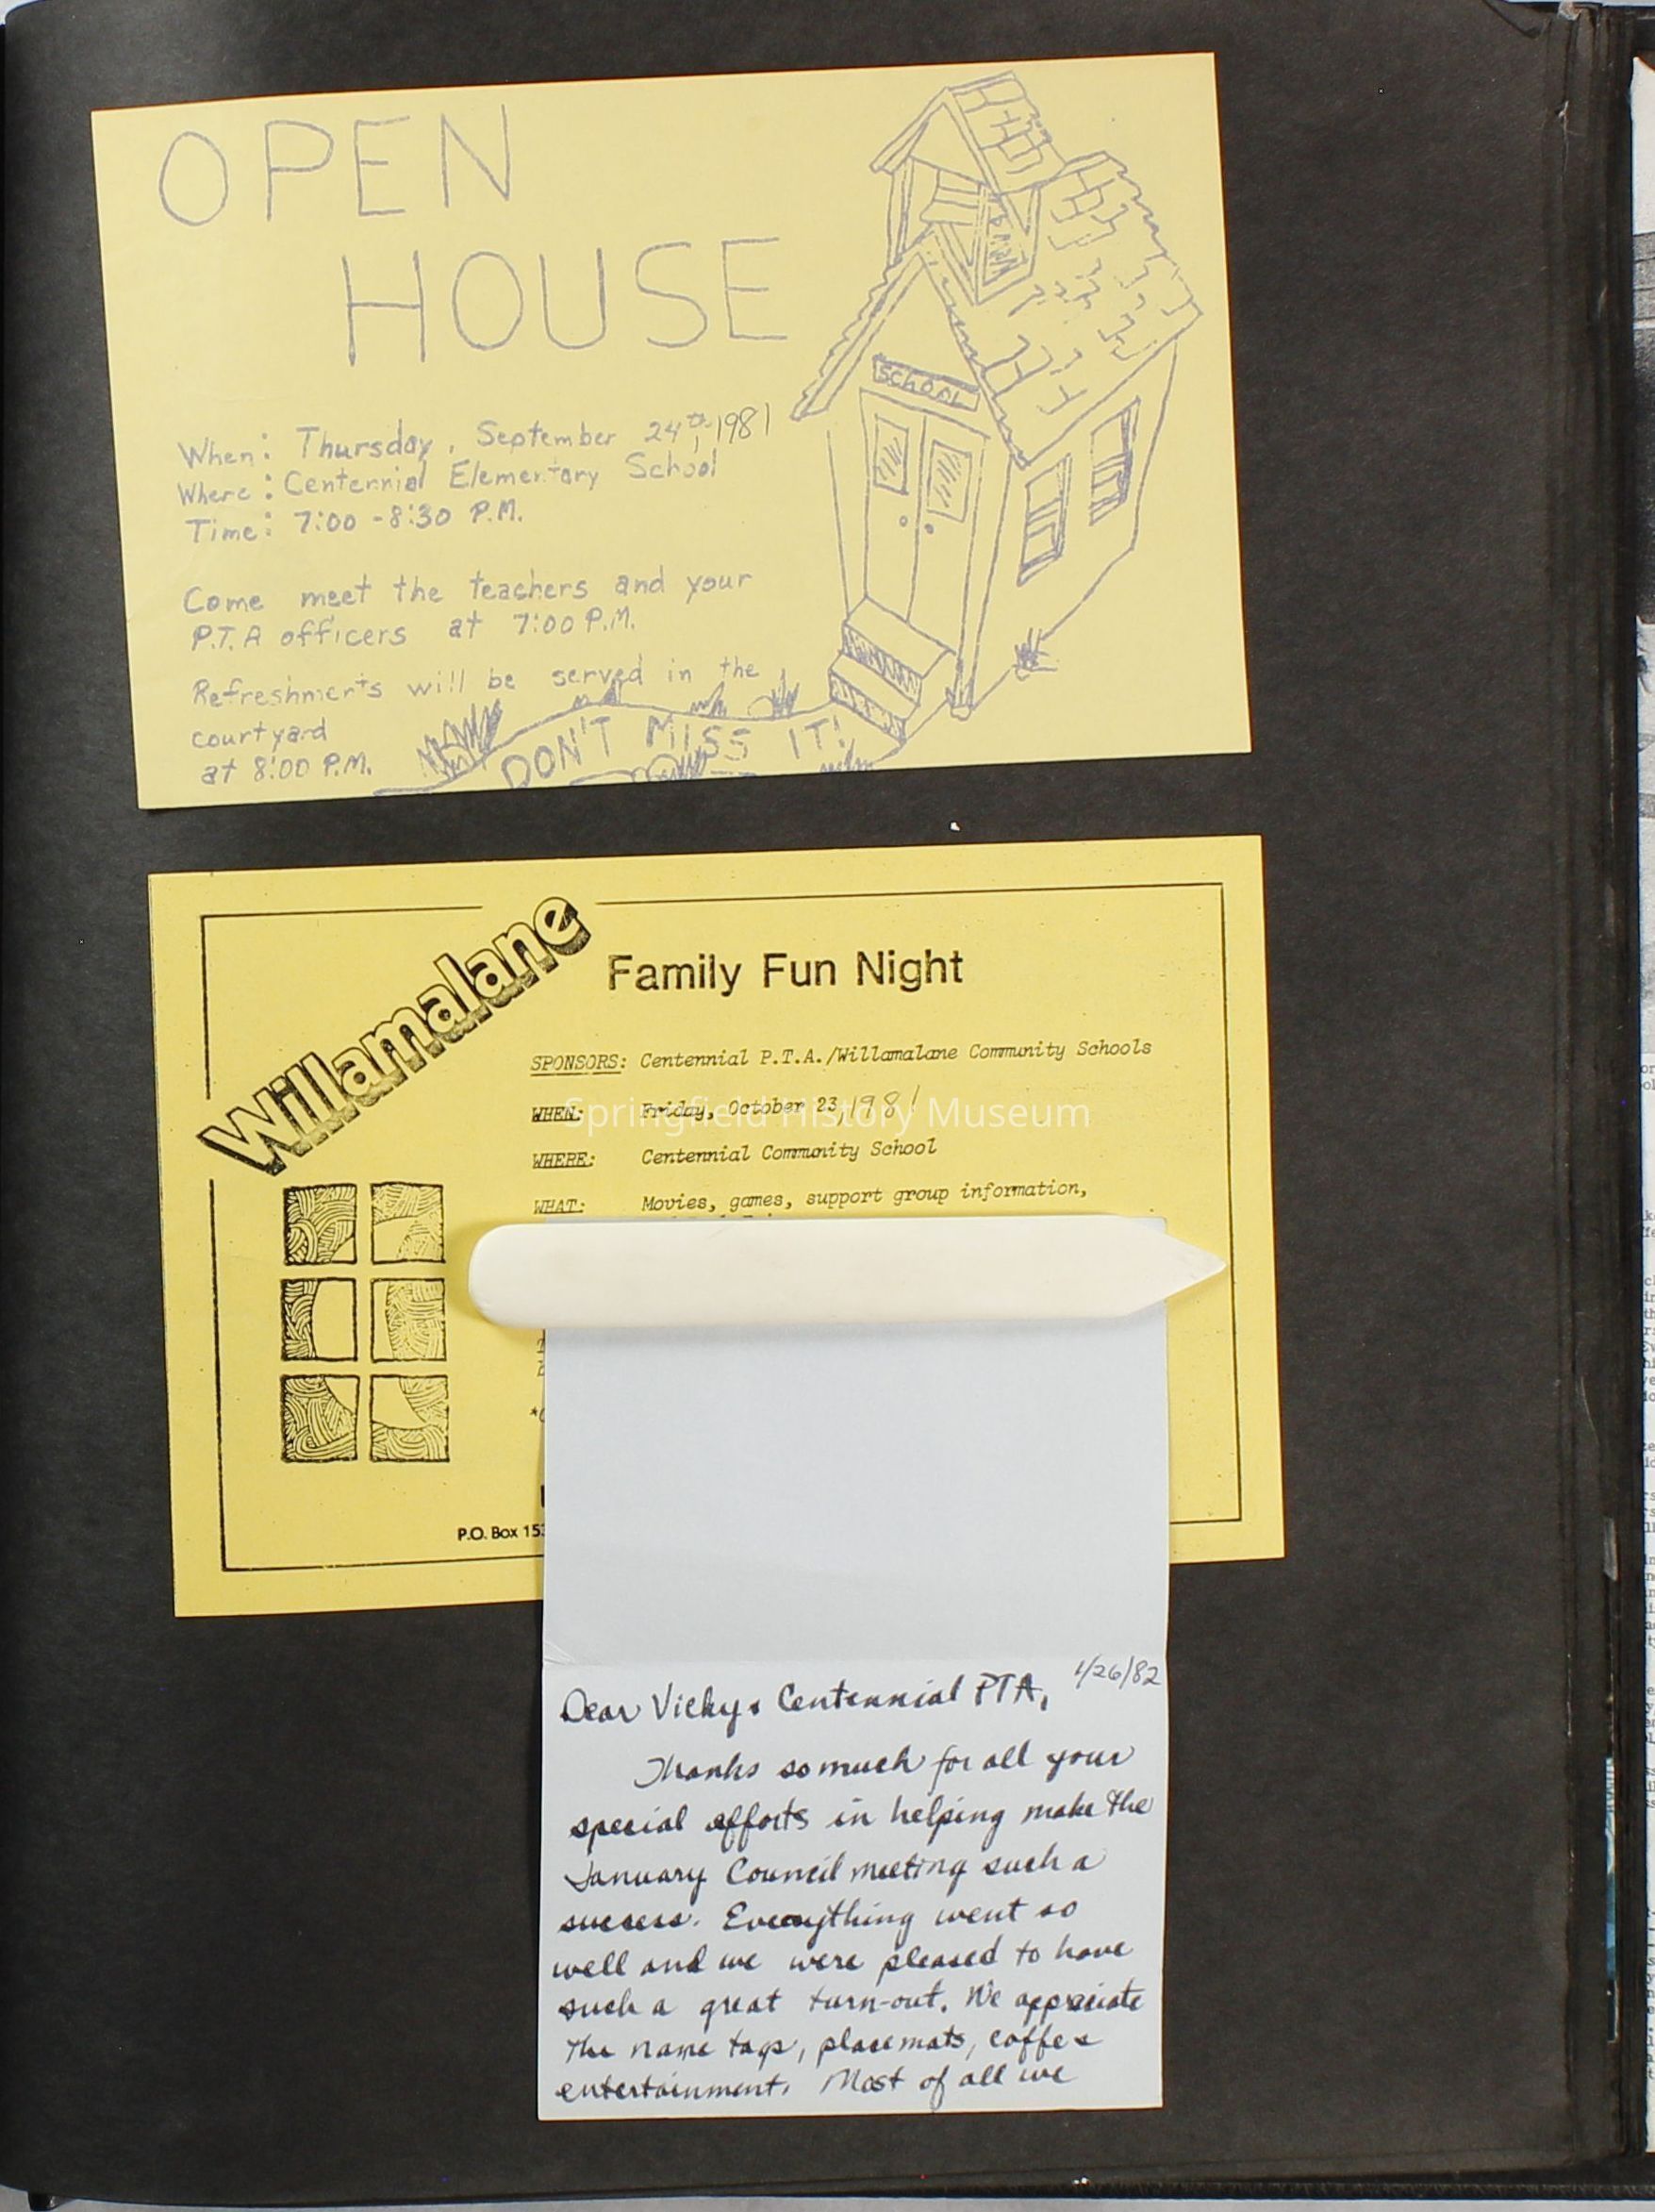 OPEN
HOUSE
SCHOOL
When: Thursday, September 24th, 1981
Where: Centennial Elementary School
Time: 7:00 - 8:30 P.M.
Come meet the teachers and your
P.T.A officers at 7:00 P.M.
Refreshments will be served in the
courtyard
at 8:00 P.M.
DON'T MISS IT!
Willamalane
Family Fun Night
SPONSORS: Centennial P.T.A./Willamalane Community Schools
WHEN: Friday, October 23, 1981
Springfield History Museum
WHERE: Centennial Community School
WHAT: Movies, games, support group information,
P.O. Box
1/26/82
Dear Vicky & Centennial PTA,
Thanks so much for all your
special efforts in helping make the
January Council meeting such a
success. Everything went so
well and we were pleased to have
such a great turn-out. We appreciate
the name tags, placemats, coffee
entertainment. Most of all we